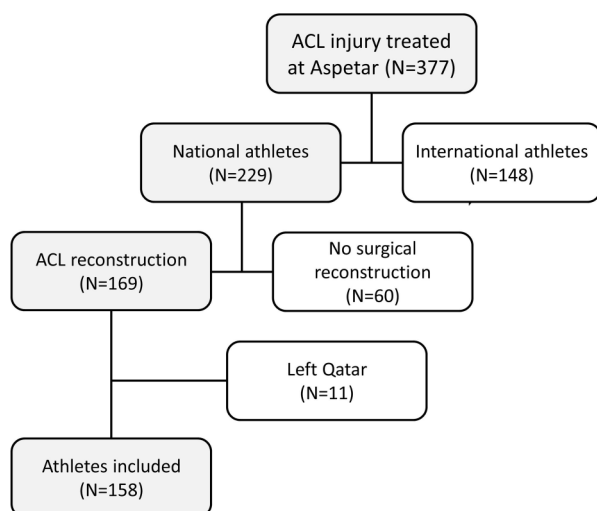 ACL injury treated
at Aspetar (N=377)
National athletes
(N=229)
International athletes
(N=148)
ACL reconstruction
(N=169)
No surgical
reconstruction
(N=60)
Left Qatar
(N=11)
Athletes included
(N=158)